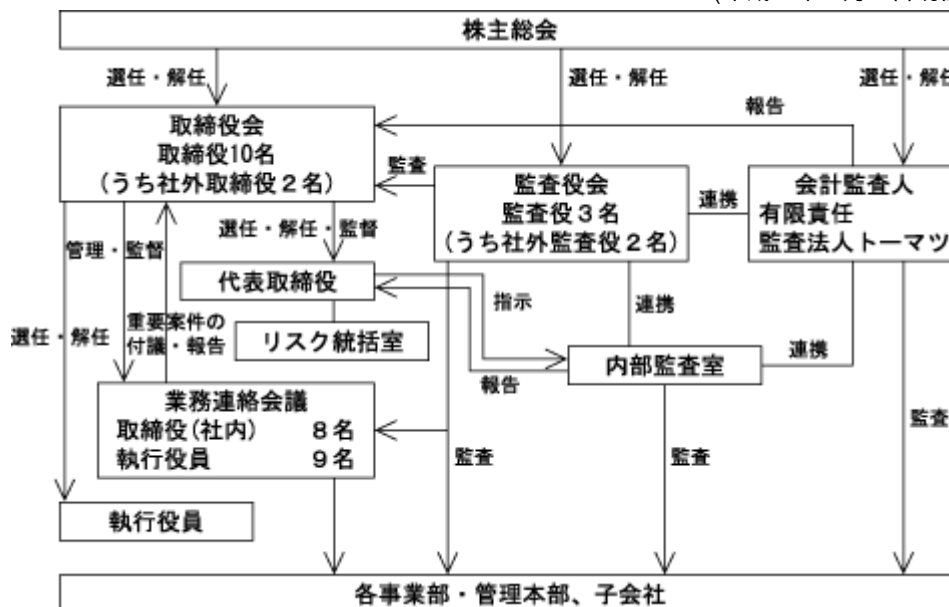 株主総会
選任・解任
選任・解任
選任・解任
報告
取締役会
取締役10名
(うち社外取締役2名)
監査
監査役会
監査役3名
(うち社外監査役2名)
連携
会計監査人
有限責任
監査法人トーマツ
管理・監督
選任・解任・監督
代表取締役
指示
連携
選任・解任
重要案件の
付議・報告
リスク統括室
報告
内部監査室
連携
業務連絡会議
取締役(社内) 8名
執行役員 9名
監査
監査
監査
執行役員
各事業部・管理本部、子会社